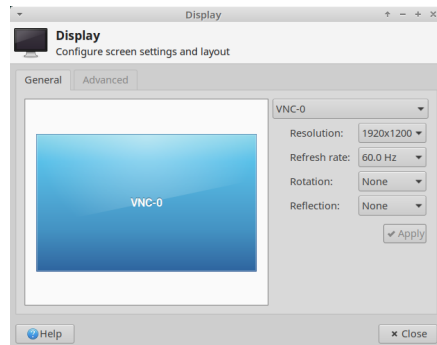 Display
Display
Configure screen settings and layout
General
Advanced
VNC-0
VNC-0
Resolution: 1920x1200
Refresh rate: 60.0 Hz
Rotation: None
Reflection: None
Apply
Help
Close